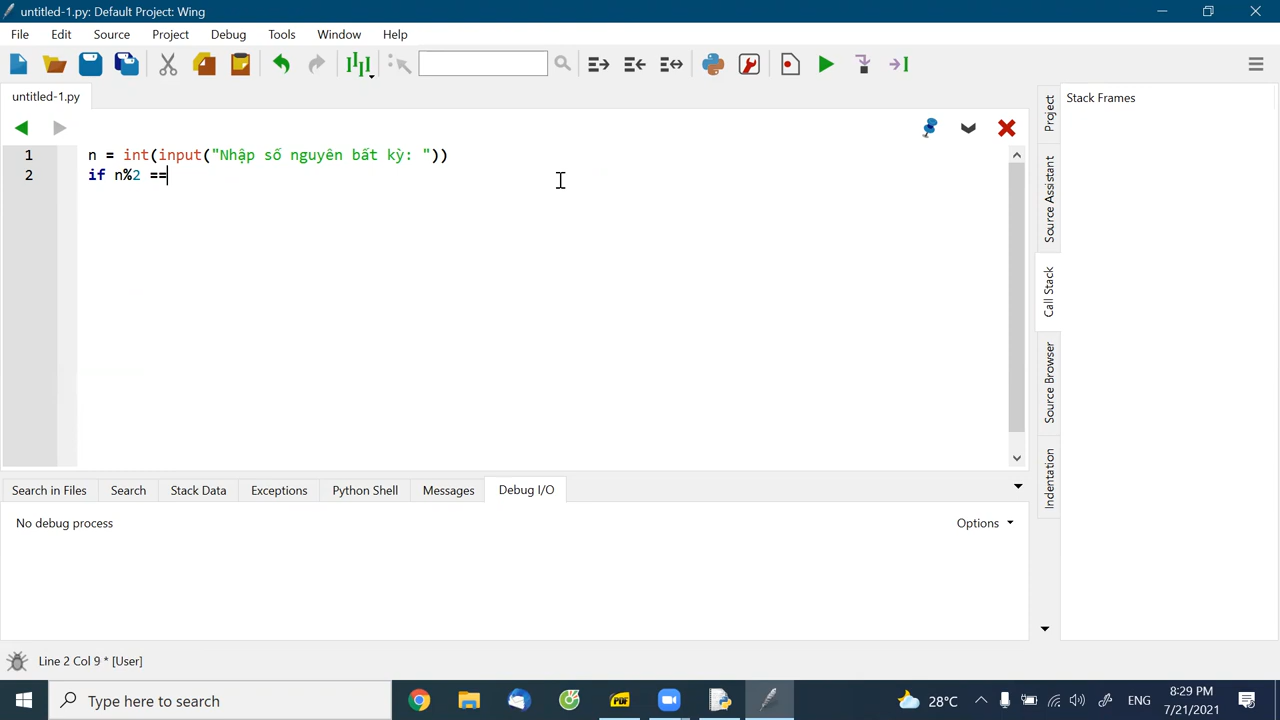 untitled-1.py: Default Project: Wing
File Edit Source Project Debug Tools Window Help
untitled-1.py
1 n = int(input("Nhập số nguyên bất kỳ: "))
2 if n%2 ==
Project
Source Assistant
Call Stack
Source Browser
Indentation
Stack Frames
Search in Files Search Stack Data Exceptions Python Shell Messages Debug I/O
No debug process Options
Line 2 Col 9 * [User]
Type here to search
PDF
28°C ENG 8:29 PM
7/21/2021